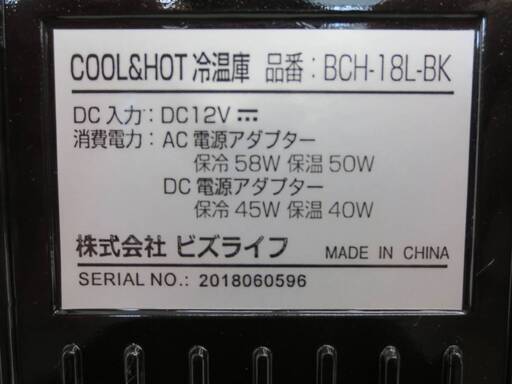 COOL&HOT 冷温庫 品番：BCH-18L-BK
DC 入力：DC12V ⎓
消費電力：AC 電源アダプター
保冷 58W 保温 50W
DC 電源アダプター
保冷 45W 保温 40W
株式会社 ビズライフ MADE IN CHINA
SERIAL NO.: 2018060596